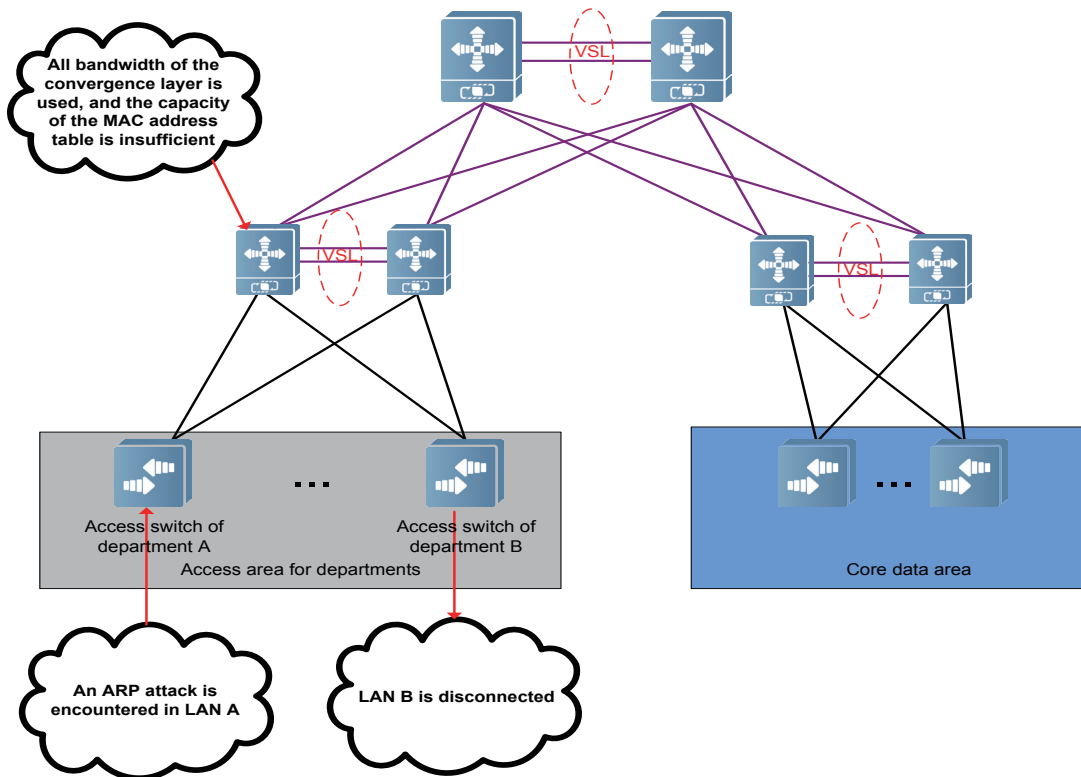 All bandwidth of the
convergence layer is
used, and the capacity
of the MAC address
table is insufficient
VSL
VSL
VSL
Access switch of
department A
Access switch of
department B
Access area for departments
Core data area
An ARP attack is
encountered in LAN A
LAN B is disconnected